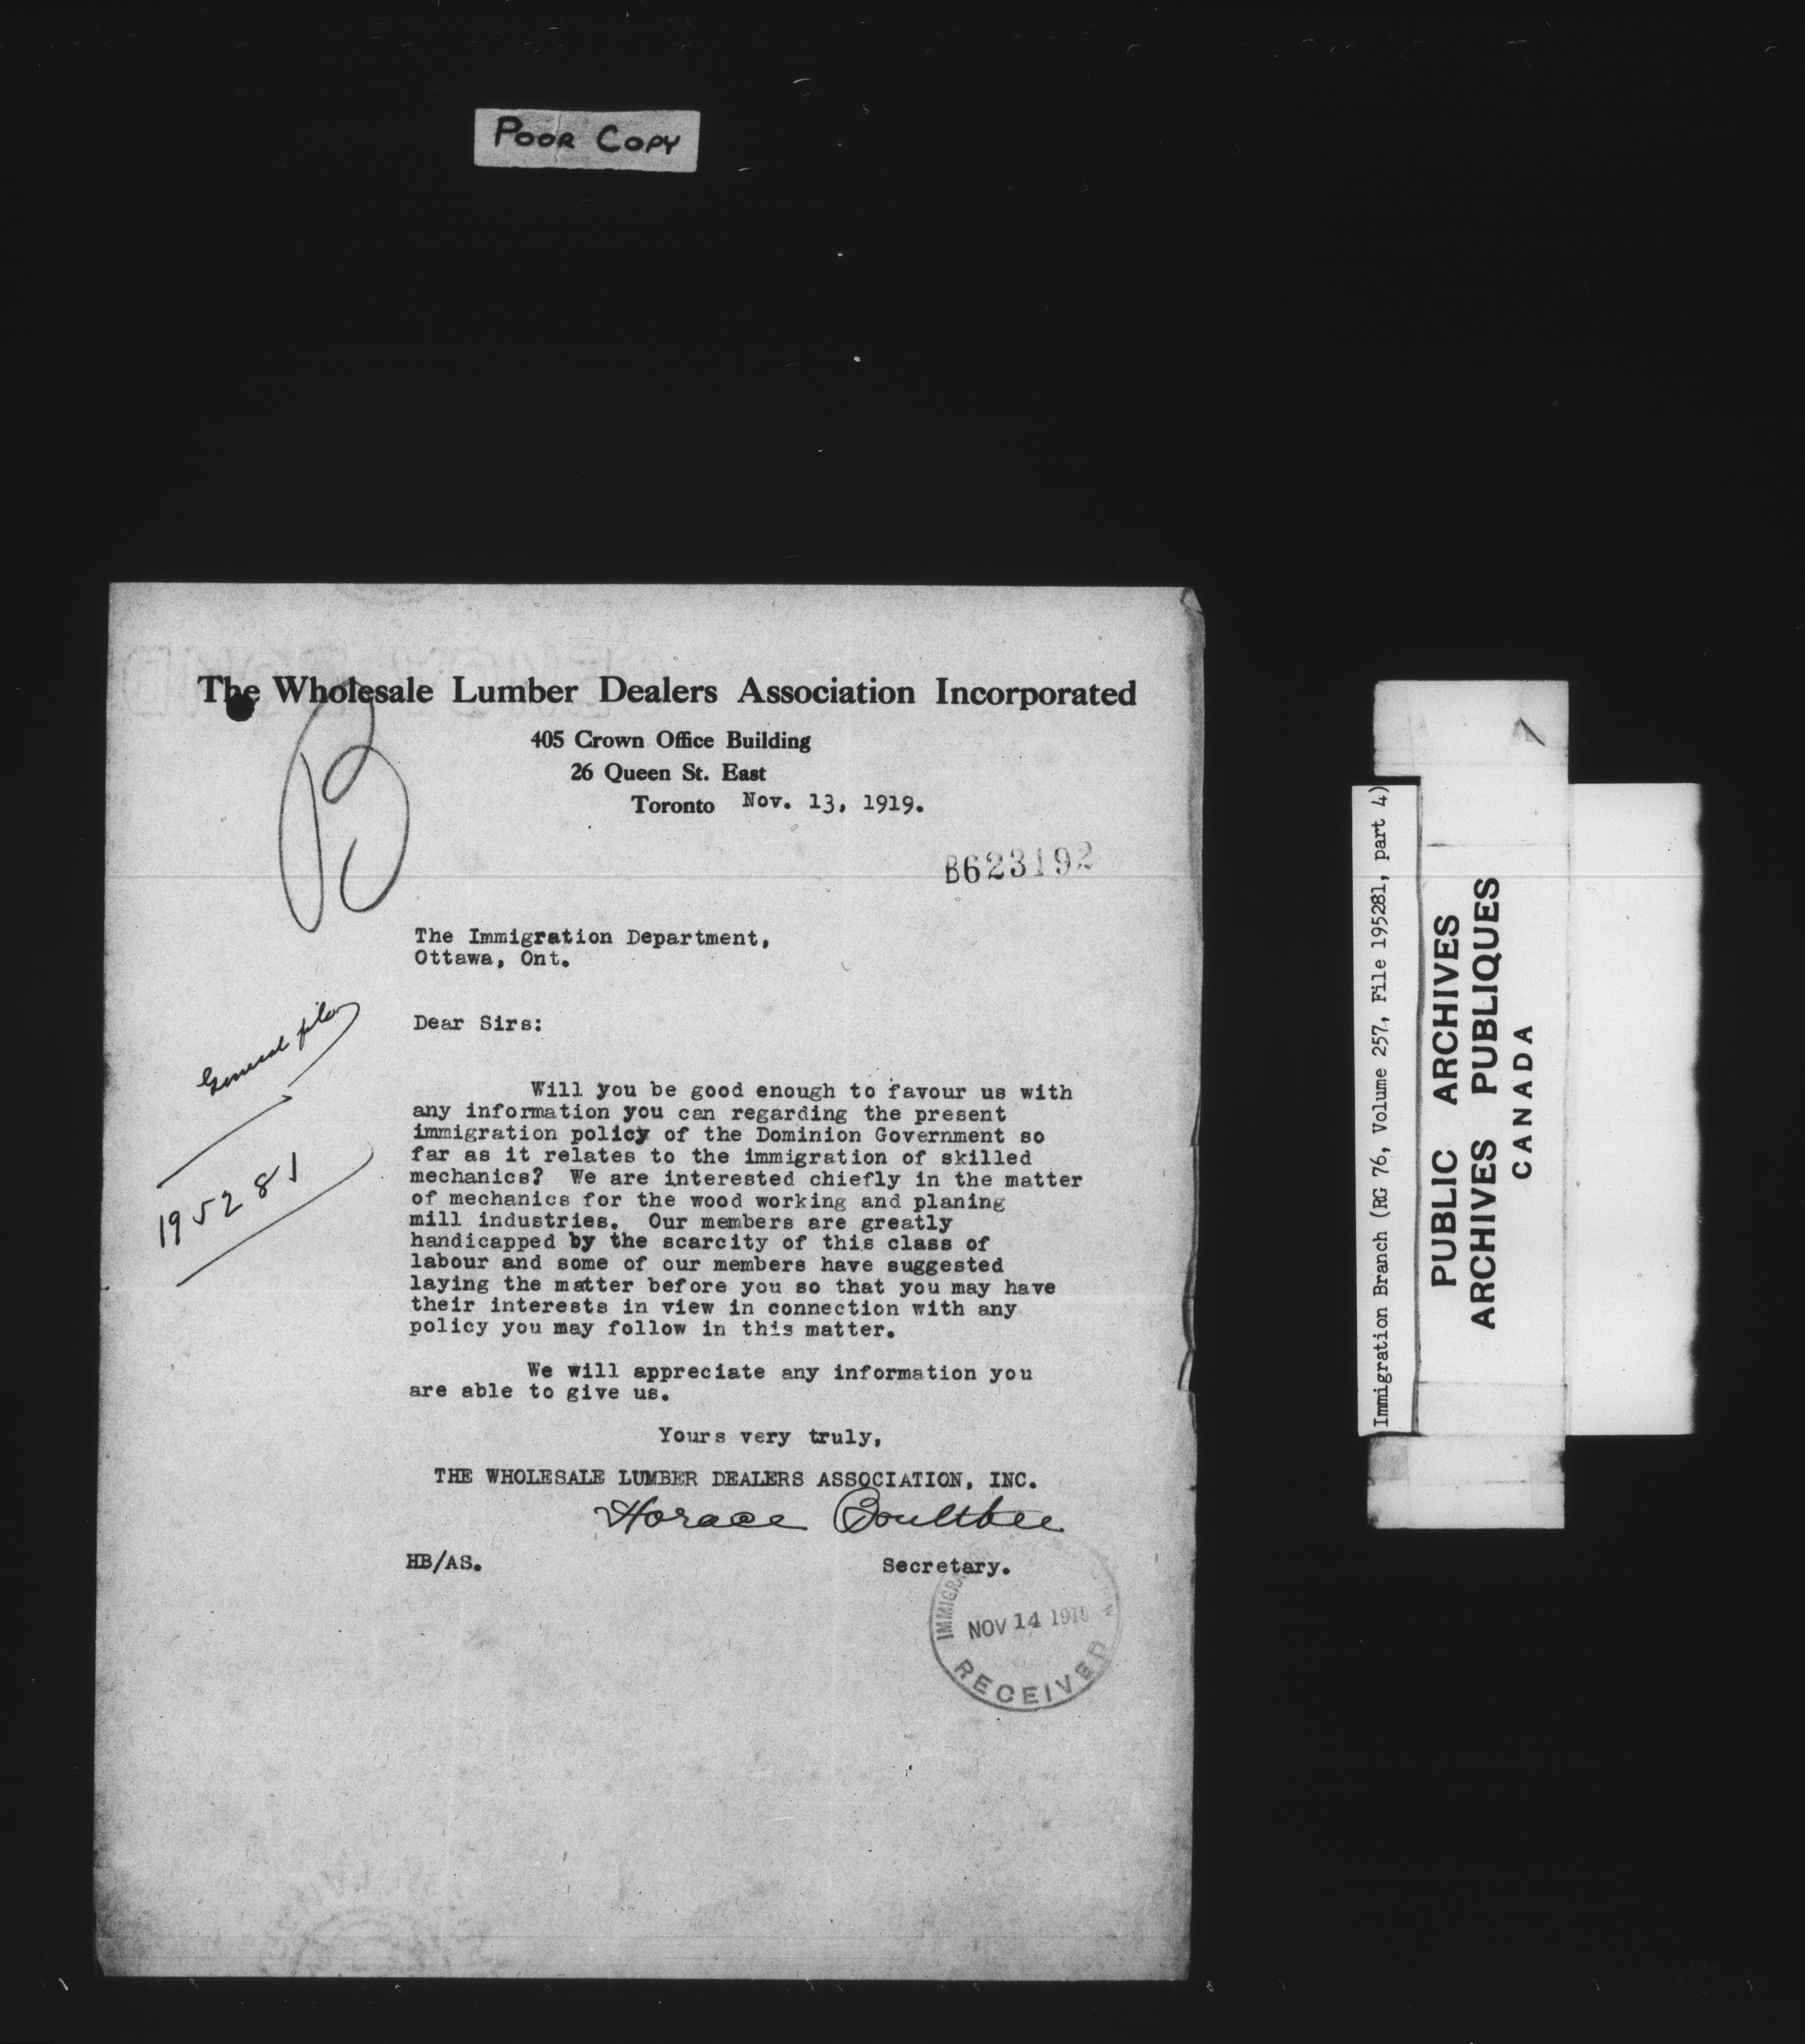 POOR COPY
The Wholesale Lumber Dealers Association Incorporated
405 Crown Office Building
26 Queen St. East
Toronto Nov. 13, 1919.
B
B623192
The Immigration Department,
Ottawa, Ont.
General file
195281
Dear Sirs:
Will you be good enough to favour us with
any information you can regarding the present
immigration policy of the Dominion Government so
far as it relates to the immigration of skilled
mechanics? We are interested chiefly in the matter
of mechanics for the wood working and planing
mill industries. Our members are greatly
handicapped by the scarcity of this class of
labour and some of our members have suggested
laying the matter before you so that you may have
their interests in view in connection with any
policy you may follow in this matter.
We will appreciate any information you
are able to give us.
Yours very truly,
THE WHOLESALE LUMBER DEALERS ASSOCIATION, INC.
Horace Boultbee
HB/AS.
Secretary.
NOV 14 1919
RECEIVED
Immigration Branch (RG 76, Volume 257, File 195281, part 4)
PUBLIC ARCHIVES
ARCHIVES PUBLIQUES
CANADA